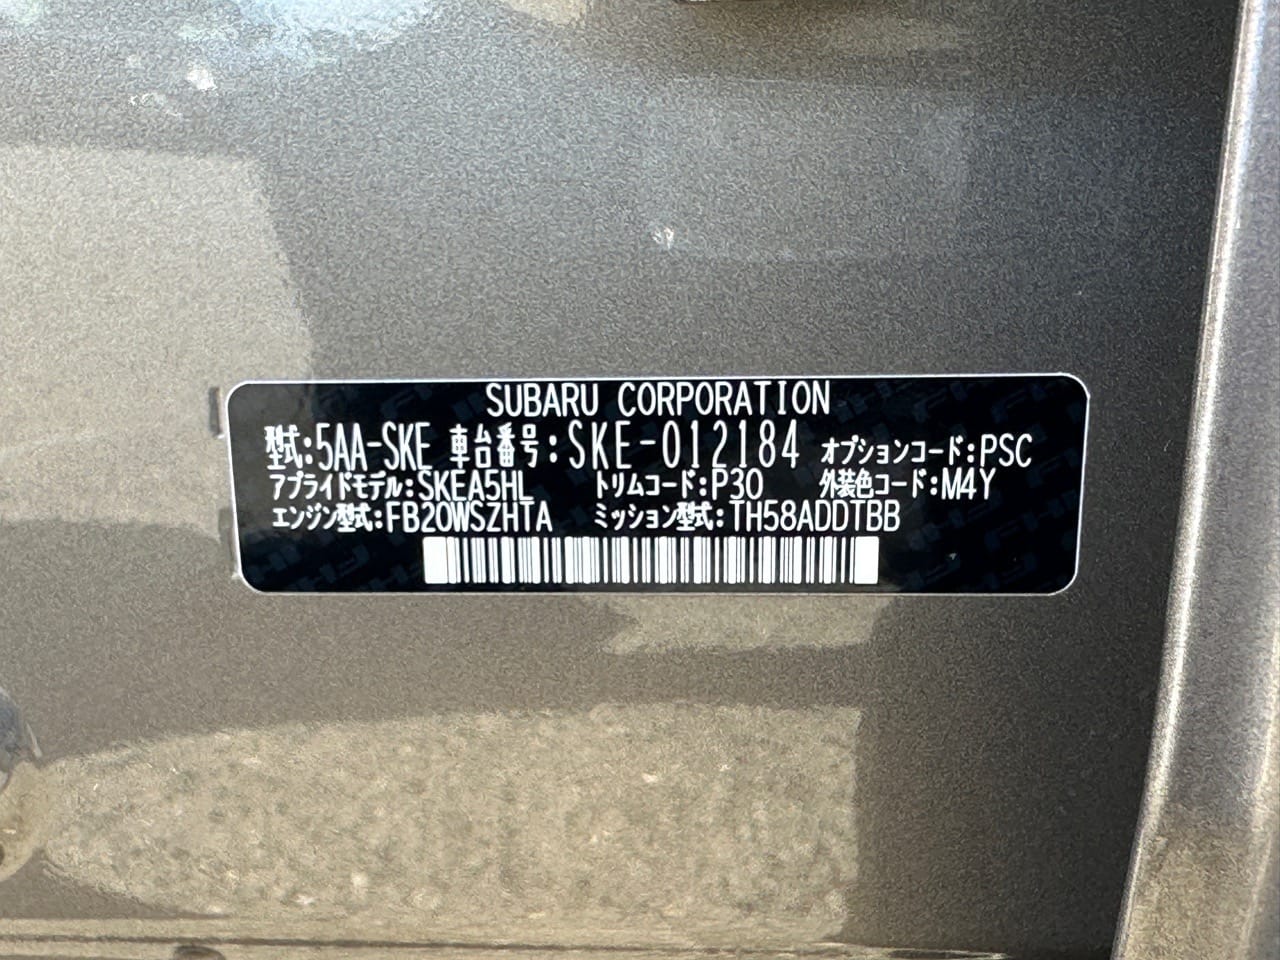 SUBARU CORPORATION
型式:5AA-SKE 車台番号:SKE-012184 オプションコード:PSC
アプライドモデル:SKEA5HL トリムコード:P30 外装色コード:M4Y
エンジン型式:FB20WSZHTA ミッション型式:TH58ADDTBB